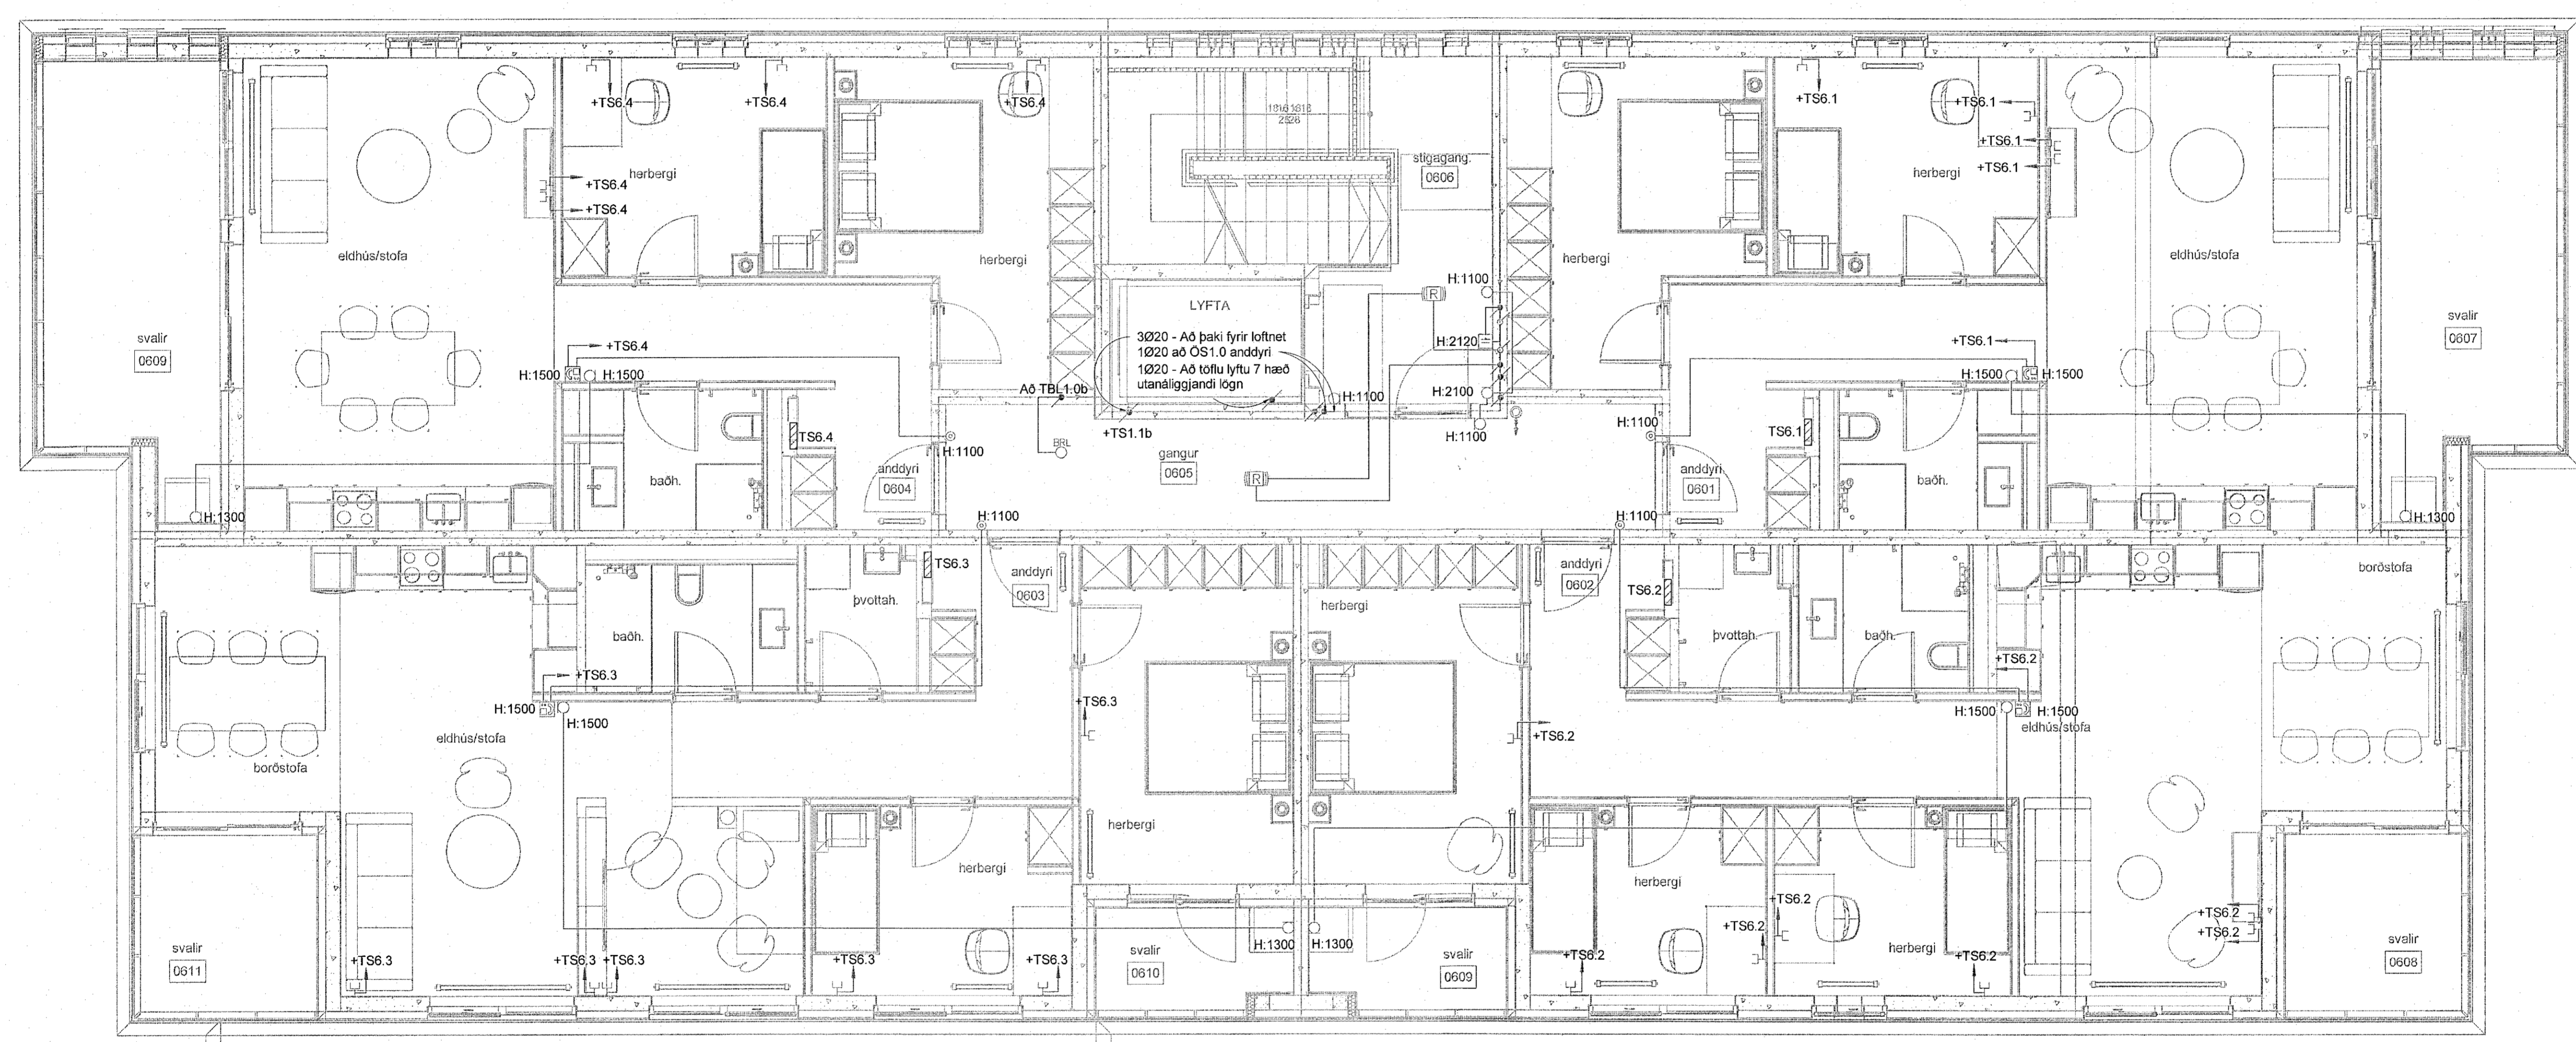 +TS6.4
+TS6.4
+TS6.4
+TS6.1
+TS6.1
+TS6.1
+TS6.1
+TS6.4
+TS6.4
herbergi
herbergi
stigagang.
0606
eldhús/stofa
herbergi
herbergi
eldhús/stofa
H:1100
LYFTA
R
svalir
0609
svalir
0607
3Ø20 - Að þaki fyrir loftnet
1Ø20 að ÖS1.0 anddyri
1Ø20 - Að töflu lyftu 7 hæð
utanáliggjandi lögn
H:2120
+TS6.4
+TS6.1
H:1500
H:1500
H:1500
H:1500
Að TBL1.0b
H:1100
H:2100
+TS1.1b
H:1100
TS6.4
TS6.1
H:1100
H:1100
BRL
gangur
0605
R
anddyri
0604
anddyri
0601
baðh.
baðh.
H:1300
H:1300
H:1100
H:1100
TS6.3
anddyri
0603
anddyri
0602
TS6.2
borðstofa
þvottah.
herbergi
baðh.
þvottah.
baðh.
+TS6.3
+TS6.2
H:1500
H:1500
+TS6.3
+TS6.2
H:1500
H:1500
eldhús/stofa
eldhús/stofa
borðstofa
herbergi
herbergi
herbergi
+TS6.2
+TS6.2
+TS6.2
+TS6.2
svalir
0611
svalir
0610
H:1300
H:1300
svalir
0609
herbergi
svalir
0608
+TS6.3
+TS6.3
+TS6.3
+TS6.3
+TS6.3
+TS6.2
+TS6.2